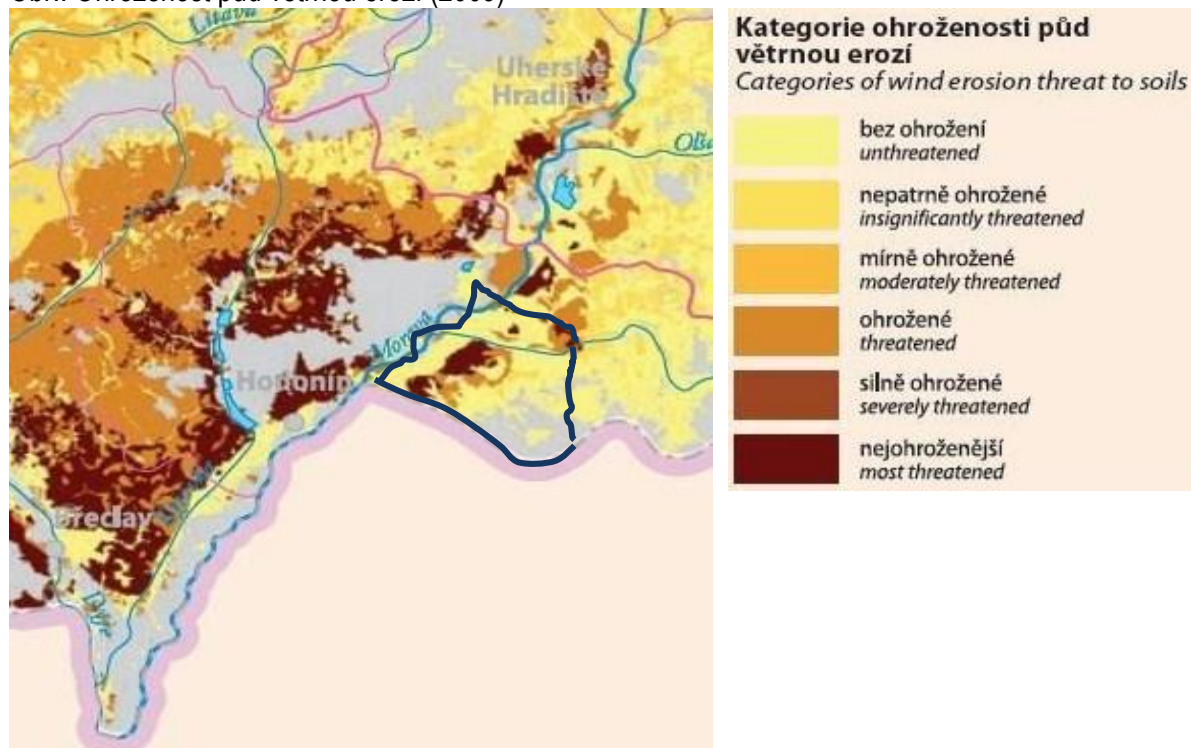 Litava
Uherské
Hradiště
Olša
Morava
Hodonín
Břeclav
Dyje
Kategorie ohroženosti půd
větrnou erozí
Categories of wind erosion threat to soils
bez ohrožení
unthreatened
nepatrně ohrožené
insignificantly threatened
mírně ohrožené
moderately threatened
ohrožené
threatened
silně ohrožené
severely threatened
nejohroženější
most threatened